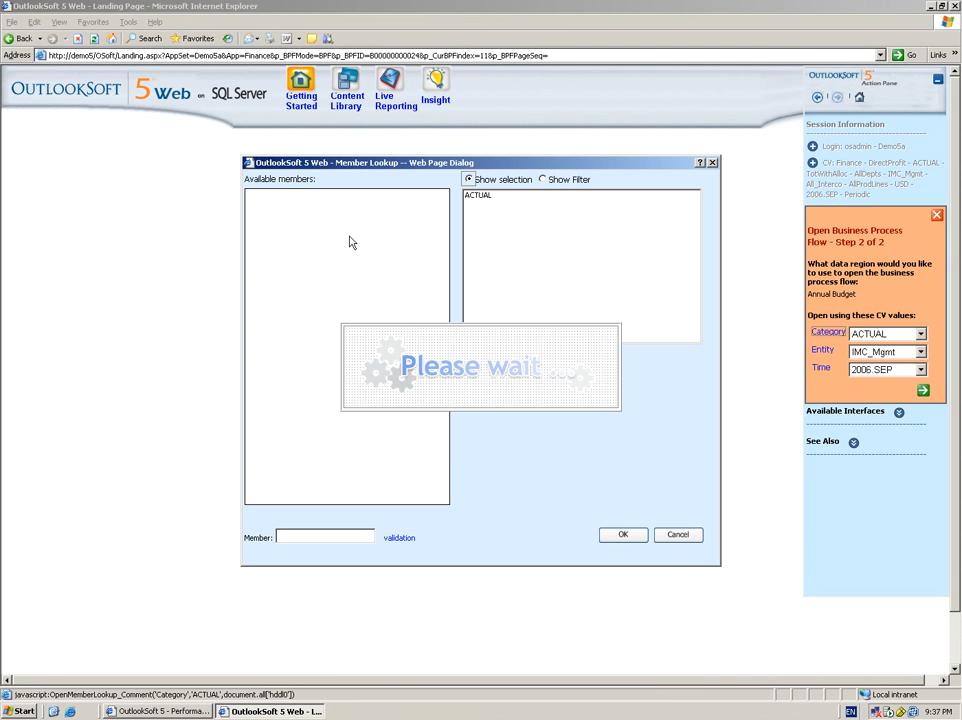 OutlookSoft 5 Web - Landing Page - Microsoft Internet Explorer
File Edit View Favorites Tools Help
Back Search Favorites
Address http://demo5/OSoft/Landing.aspx?AppSet=Demo5a&App=Finance&p_BPFMode=BPF&p_BPFID=B00000000024&p_CurBPFindex=11&p_BPFPageSeq= Go Links
OUTLOOKSOFT 5 Web on SQL Server
Getting Started
Content Library
Live Reporting
Insight
OUTLOOKSOFT 5
Action Pane
Session Information
Login: osadmin - Demo5a
CV: Finance - DirectProfit - ACTUAL -
TotWithAlloc - AllDepts - IMC_Mgmt -
All_Interco - AllProdLines - USD -
2006.SEP - Periodic
OutlookSoft 5 Web - Member Lookup -- Web Page Dialog
Available members:
Show selection Show Filter
ACTUAL
Please wait ...
Member: validation
OK Cancel
Open Business Process
Flow - Step 2 of 2
What data region would you like
to use to open the business
process flow:
Annual Budget
Open using these CV values:
Category ACTUAL
Entity IMC_Mgmt
Time 2006.SEP
Available Interfaces
See Also
javascript:OpenMemberLookup_Comment('Category','ACTUAL',document.all['hddl0']) Local intranet
Start OutlookSoft 5 - Performa... OutlookSoft 5 Web - L... EN 9:37 PM